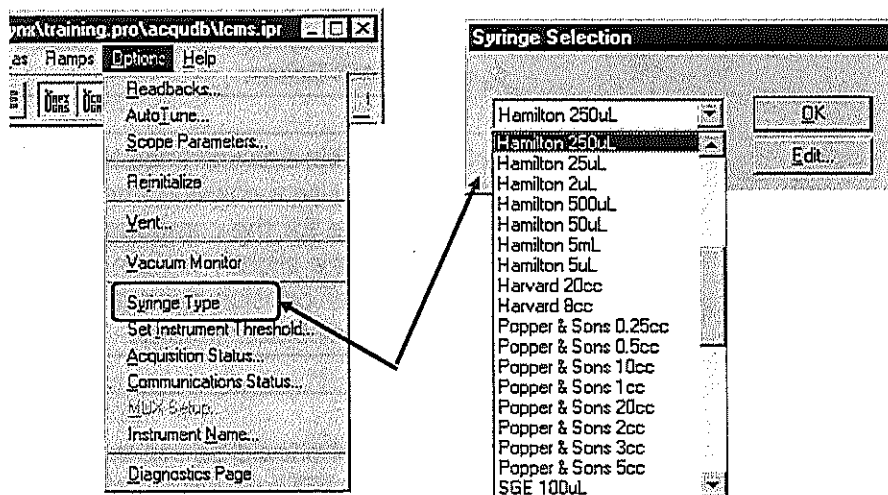 ynx\training.pro\acqudb\lcms.ipr
as Ramps Options Help
Readbacks...
AutoTune...
Scope Parameters...
Reinitialize
Vent...
Vacuum Monitor
Syringe Type
Set Instrument Threshold...
Acquisition Status...
Communications Status...
MUX Setup...
Instrument Name...
Diagnostics Page
Syringe Selection
Hamilton 250uL
OK
Edit...
Hamilton 250uL
Hamilton 25uL
Hamilton 2uL
Hamilton 500uL
Hamilton 50uL
Hamilton 5mL
Hamilton 5uL
Harvard 20cc
Harvard 8cc
Popper & Sons 0.25cc
Popper & Sons 0.5cc
Popper & Sons 10cc
Popper & Sons 1cc
Popper & Sons 20cc
Popper & Sons 2cc
Popper & Sons 3cc
Popper & Sons 5cc
SGE 100uL